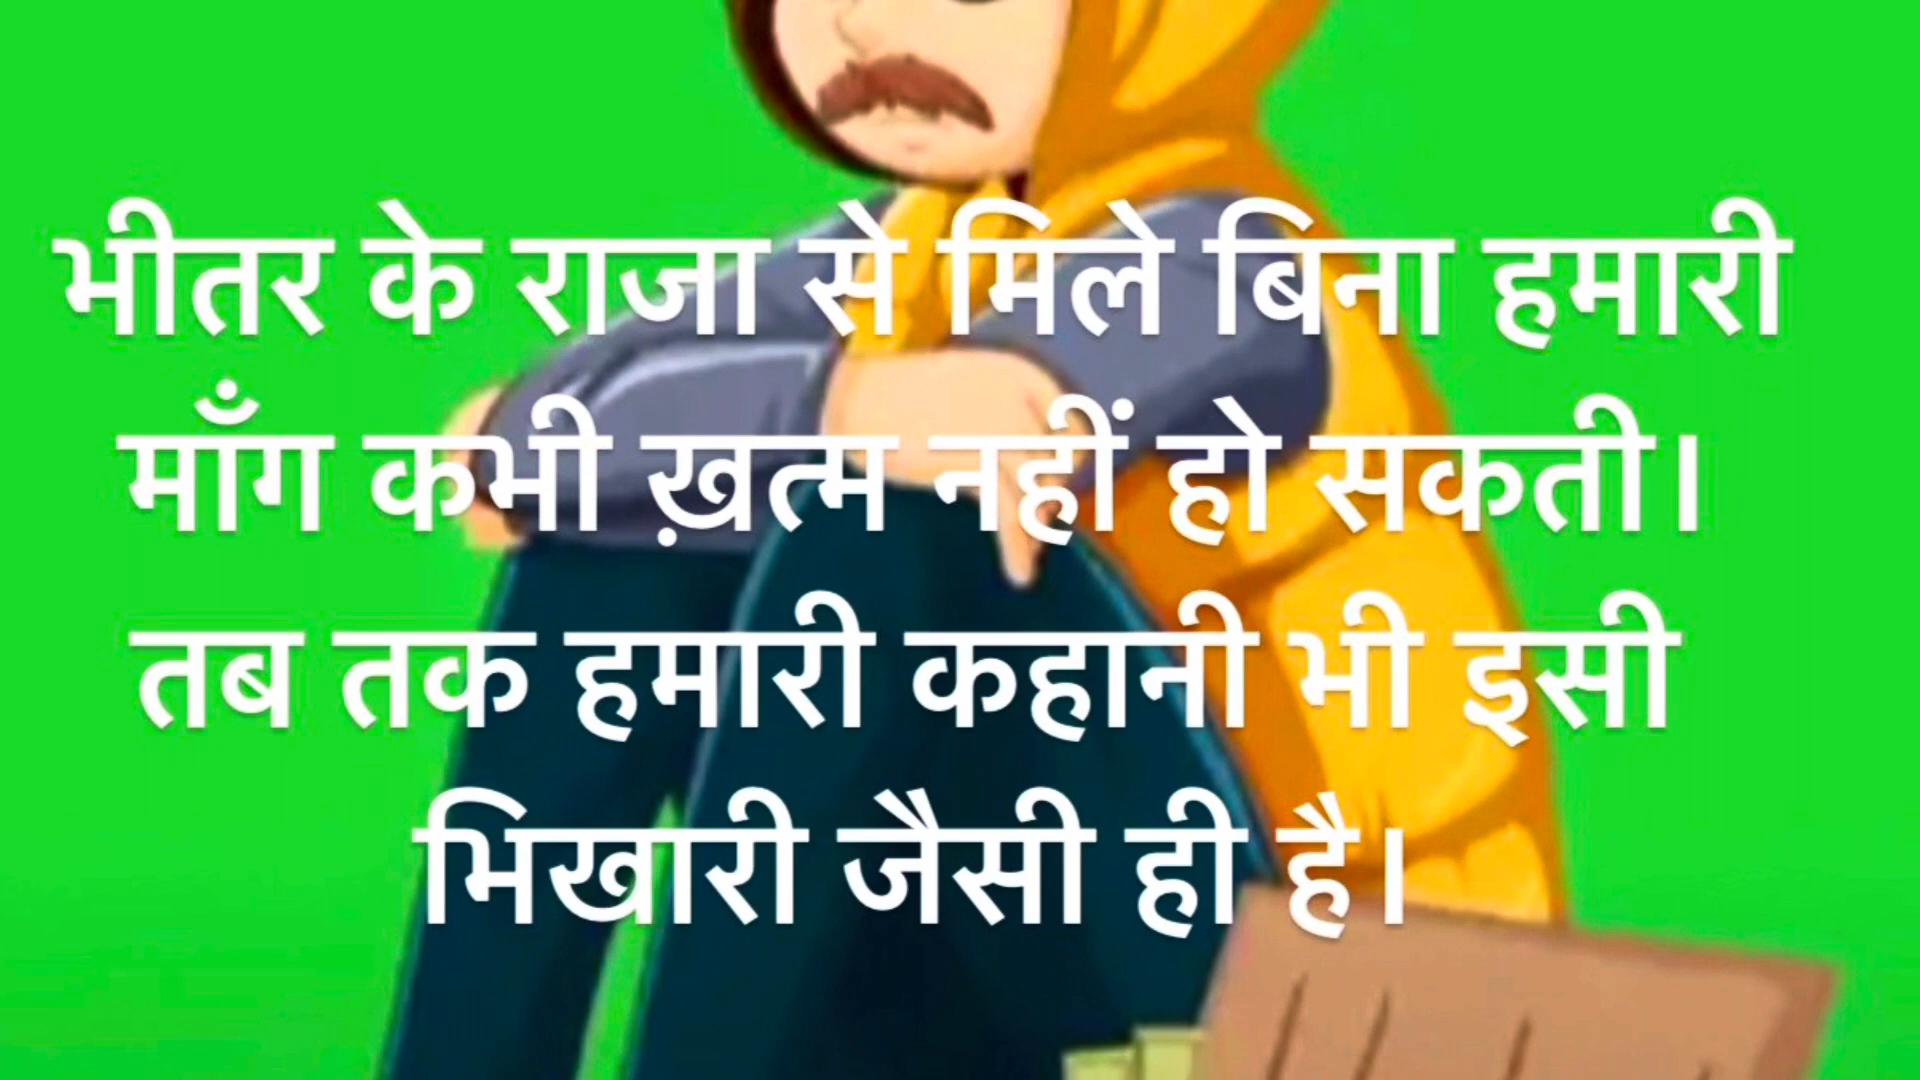 भीतर के राजा से मिले बिना हमारी
माँग कभी ख़त्म नहीं हो सकती।
तब तक हमारी कहानी भी इसी
भिखारी जैसी ही है।